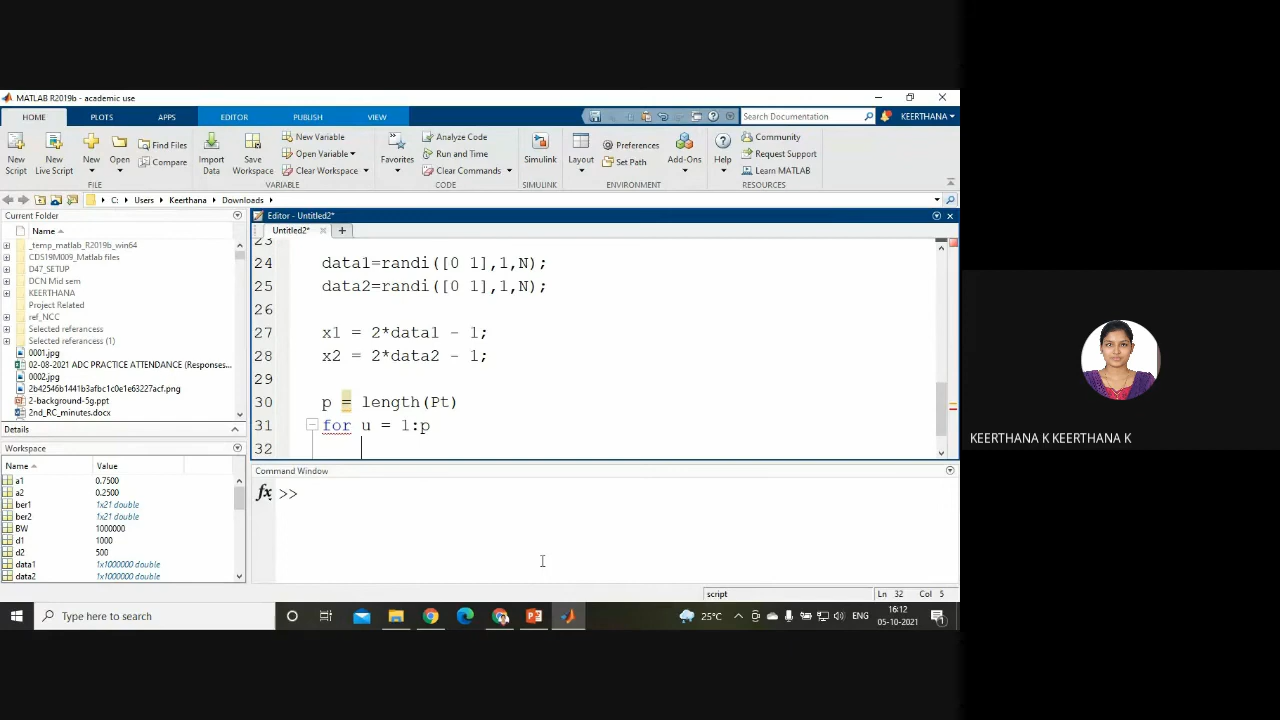 MATLAB R2019b - academic use
HOME PLOTS APPS EDITOR PUBLISH VIEW Search Documentation KEERTHANA
New Script
New Live Script
New
Open
Find Files
Compare
Import Data
Save Workspace
New Variable
Open Variable
Clear Workspace
Favorites
Analyze Code
Run and Time
Clear Commands
Simulink
Layout
Preferences
Set Path
Add-Ons
Help
Community
Request Support
Learn MATLAB
FILE VARIABLE CODE SIMULINK ENVIRONMENT RESOURCES
C: Users Keerthana Downloads
Current Folder
Name
_temp_matlab_R2019b_win64
CDS19M009_Matlab files
D47_SETUP
DCN Mid sem
KEERTHANA
Project Related
ref_NCC
Selected referancess
Selected referancess (1)
0001.jpg
02-08-2021 ADC PRACTICE ATTENDANCE (Responses...
0002.jpg
2b42546b1441b3afbc1c0e1e63227acf.png
2-background-5g.ppt
2nd_RC_minutes.docx
Details
Workspace
Name Value
a1 0.7500
a2 0.2500
ber1 1x21 double
ber2 1x21 double
BW 1000000
d1 1000
d2 500
data1 1x1000000 double
data2 1x1000000 double
Editor - Untitled2*
Untitled2*
23
24 data1=randi([0 1],1,N);
25 data2=randi([0 1],1,N);
26
27 x1 = 2*data1 - 1;
28 x2 = 2*data2 - 1;
29
30 p = length(Pt)
31 for u = 1:p
32
Command Window
fx >>
script Ln 32 Col 5
Type here to search 25°C ENG 16:12
05-10-2021
1
KEERTHANA K KEERTHANA K